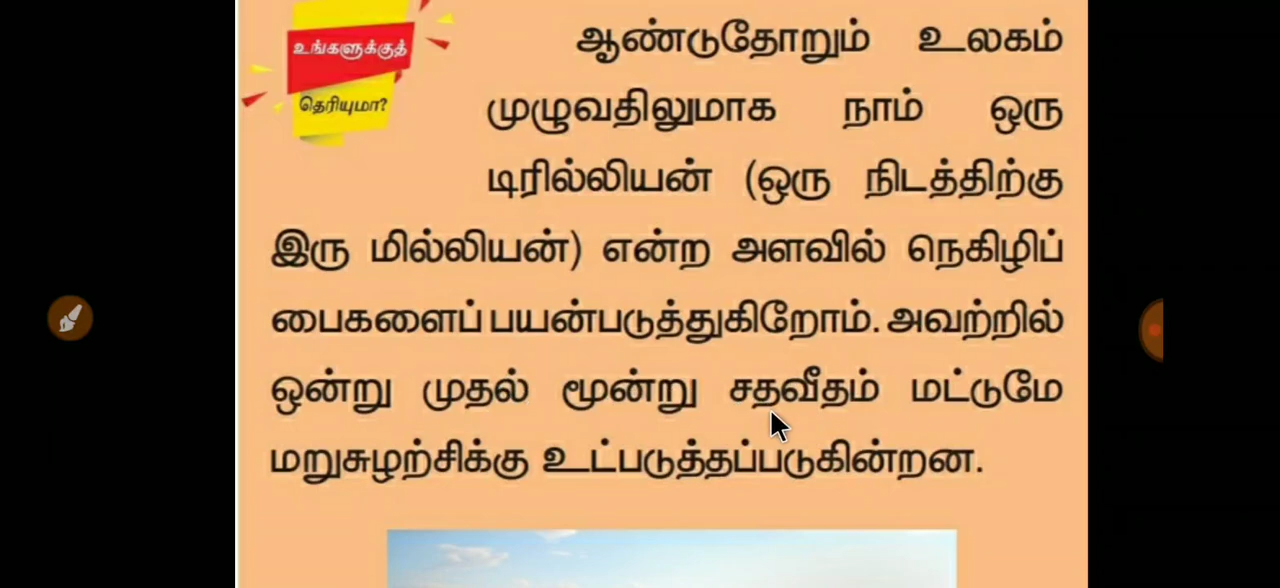 உங்களுக்குத்
தெரியுமா?
ஆண்டுதோறும் உலகம்
முழுவதிலுமாக நாம் ஒரு
டிரில்லியன் (ஒரு நிடத்திற்கு
இரு மில்லியன்) என்ற அளவில் நெகிழிப்
பைகளைப் பயன்படுத்துகிறோம். அவற்றில்
ஒன்று முதல் மூன்று சதவீதம் மட்டுமே
மறுசுழற்சிக்கு உட்படுத்தப்படுகின்றன.